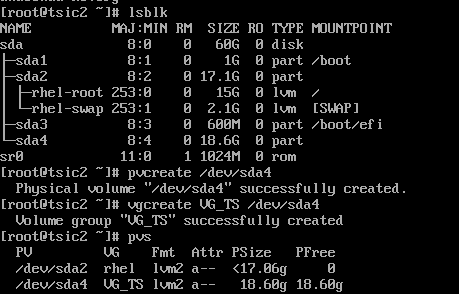 [root@tsic2 ~]# lsblk
NAME          MAJ:MIN RM  SIZE RO TYPE MOUNTPOINT
sda             8:0    0   60G  0 disk
├─sda1          8:1    0    1G  0 part /boot
├─sda2          8:2    0 17.1G  0 part
│ ├─rhel-root 253:0    0   15G  0 lvm  /
│ └─rhel-swap 253:1    0  2.1G  0 lvm  [SWAP]
├─sda3          8:3    0  600M  0 part /boot/efi
└─sda4          8:4    0 18.6G  0 part
sr0            11:0    1 1024M  0 rom
[root@tsic2 ~]# pvcreate /dev/sda4
  Physical volume "/dev/sda4" successfully created.
[root@tsic2 ~]# vgcreate VG_TS /dev/sda4
  Volume group "VG_TS" successfully created
[root@tsic2 ~]# pvs
  PV         VG    Fmt  Attr PSize   PFree
  /dev/sda2  rhel  lvm2 a--  <17.06g     0
  /dev/sda4  VG_TS lvm2 a--   18.60g 18.60g